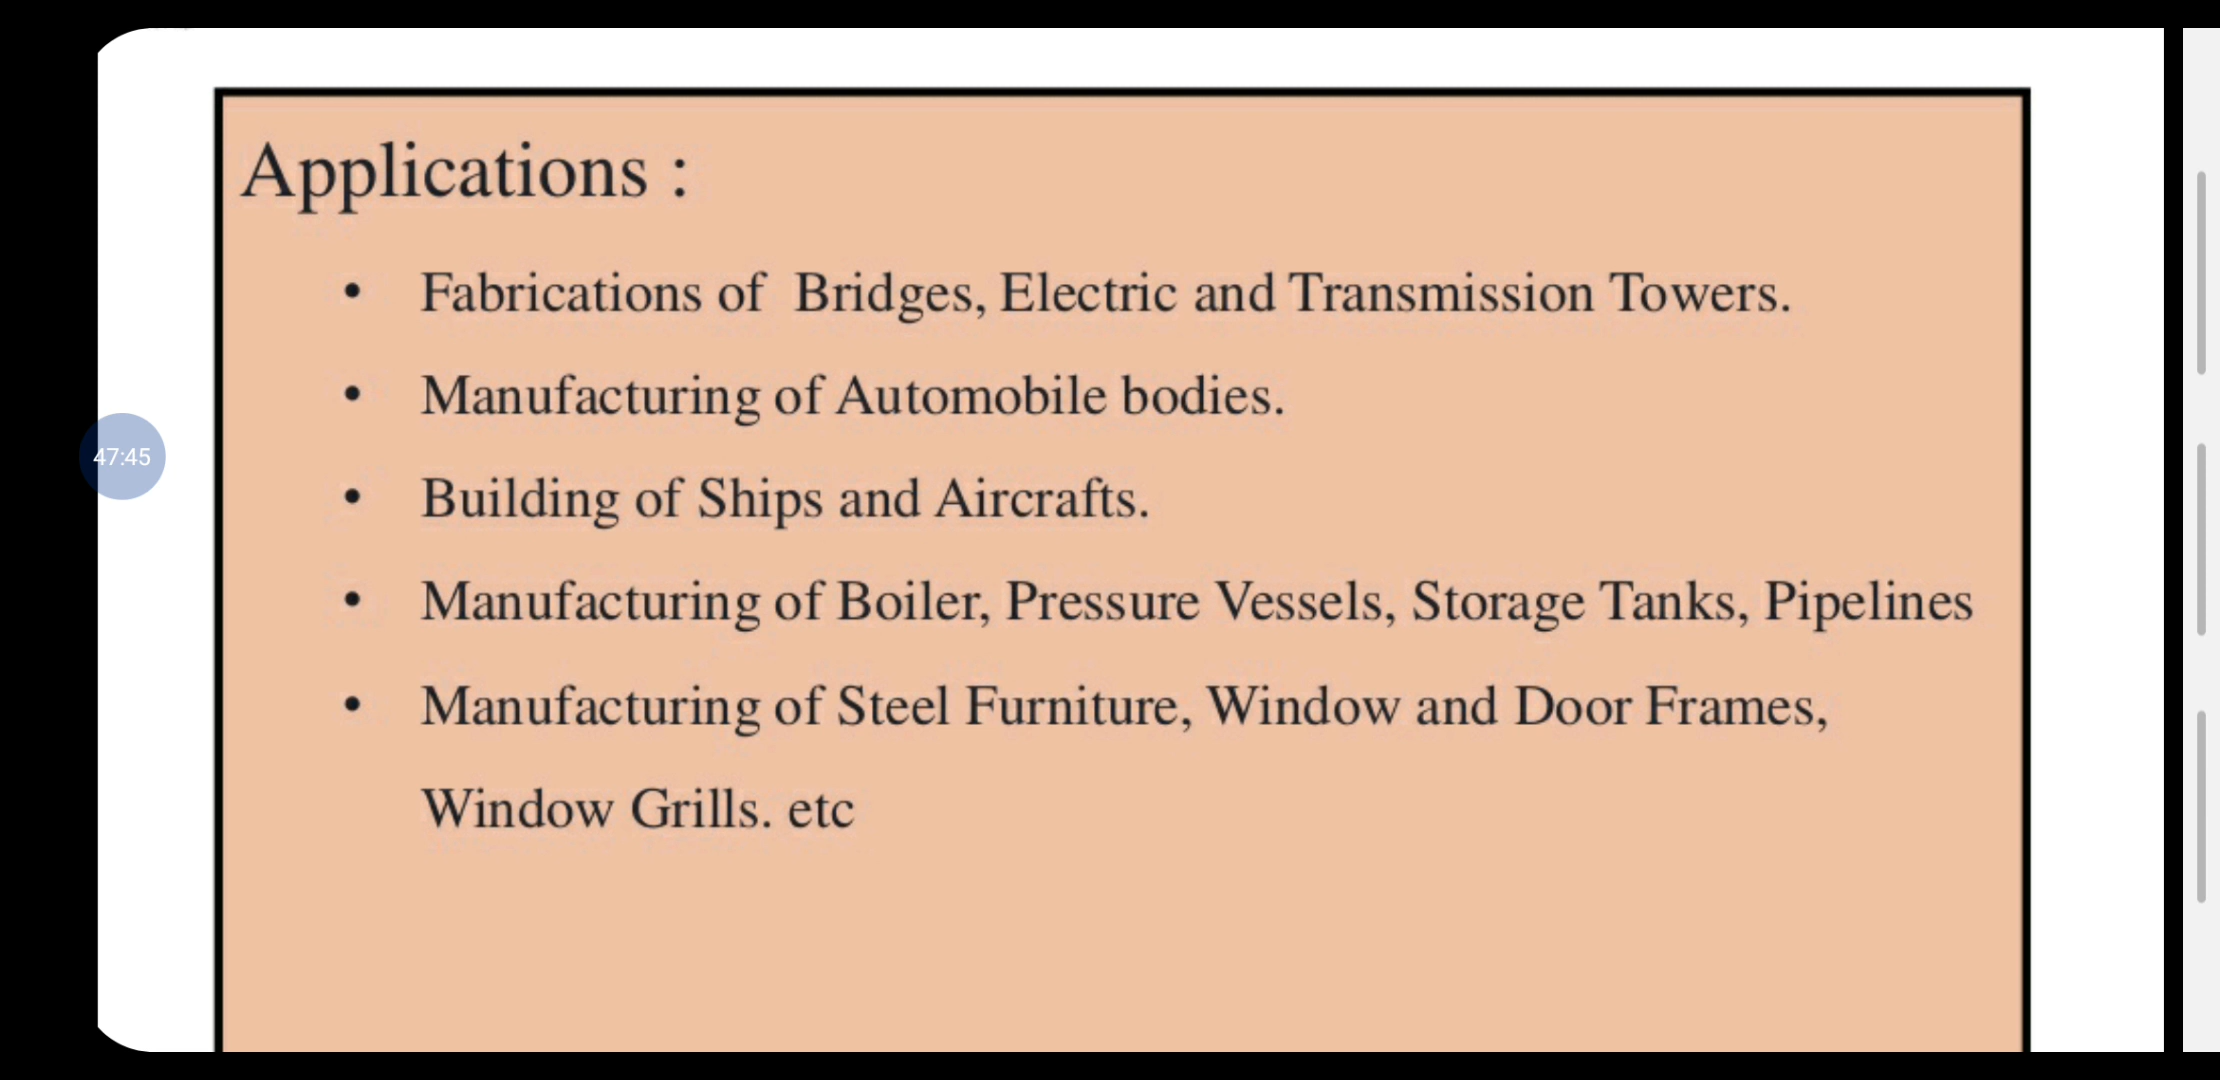 Applications :
• Fabrications of  Bridges, Electric and Transmission Towers.
• Manufacturing of Automobile bodies.
• Building of Ships and Aircrafts.
• Manufacturing of Boiler, Pressure Vessels, Storage Tanks, Pipelines
• Manufacturing of Steel Furniture, Window and Door Frames,
Window Grills. etc
47:45